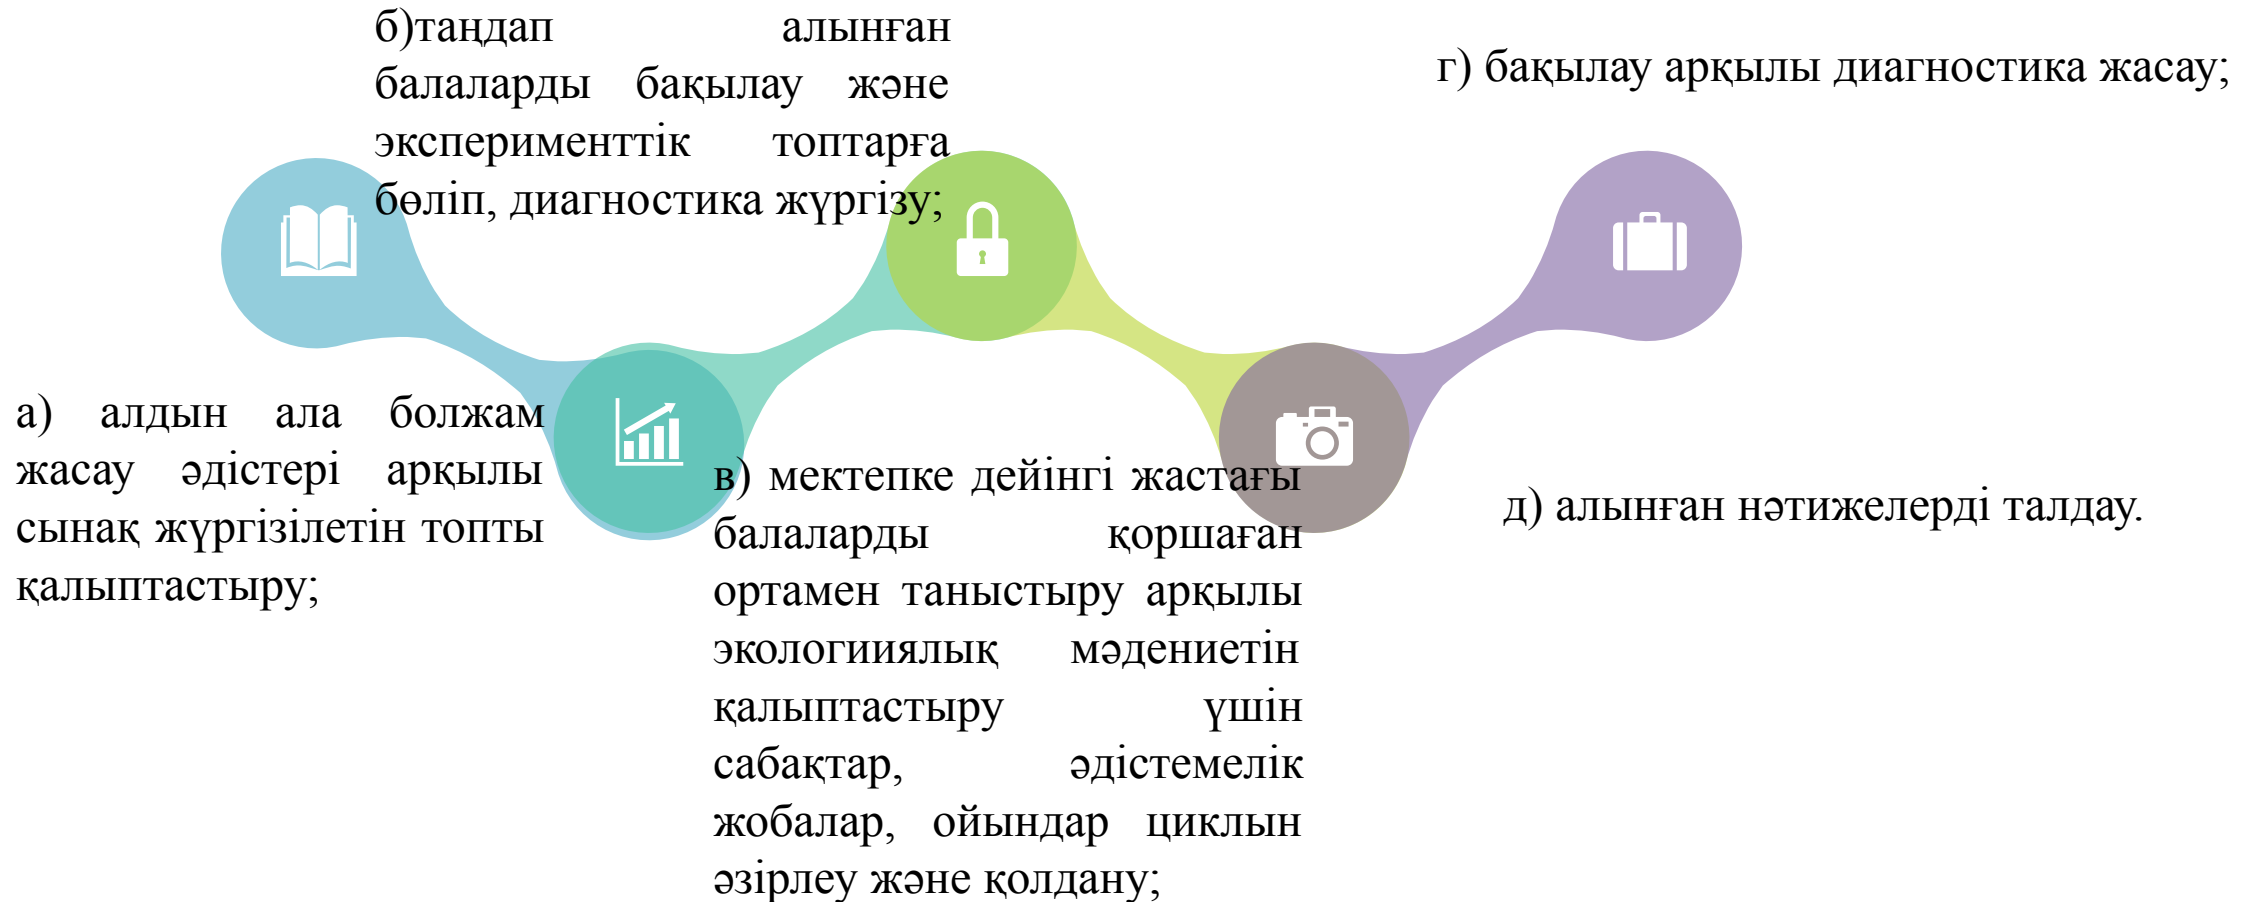 а) алдын ала болжам
жасау әдістері арқылы
сынақ жүргізілетін топты
қалыптастыру;
б)таңдап алынған
балаларды бақылау және
эксперименттік топтарға
бөліп, диагностика жүргізу;
в) мектепке дейінгі жастағы
балаларды қоршаған
ортамен таныстыру арқылы
экологииялық мәдениетін
қалыптастыру үшін
сабақтар, әдістемелік
жобалар, ойындар циклын
әзірлеу және қолдану;
г) бақылау арқылы диагностика жасау;
д) алынған нәтижелерді талдау.